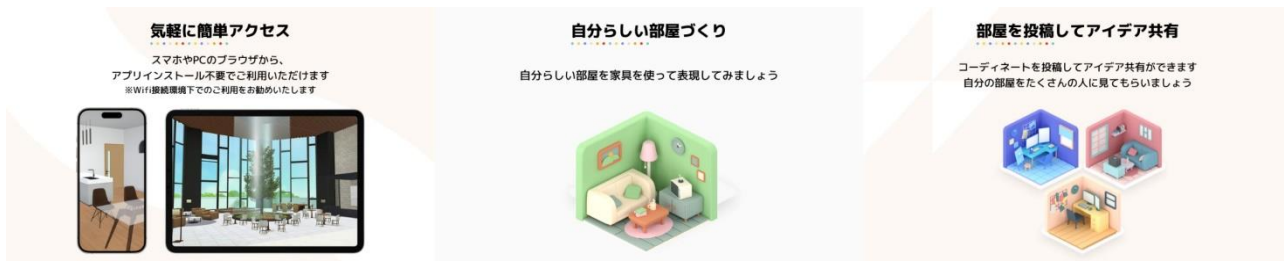 気軽に簡単アクセス
スマホやPCのブラウザから、
アプリインストール不要でご利用いただけます
※Wifi接続環境下でのご利用をお勧めいたします
自分らしい部屋づくり
自分らしい部屋を家具を使って表現してみましょう
部屋を投稿してアイデア共有
コーディネートを投稿してアイデア共有ができます
自分の部屋をたくさんの人に見てもらいましょう